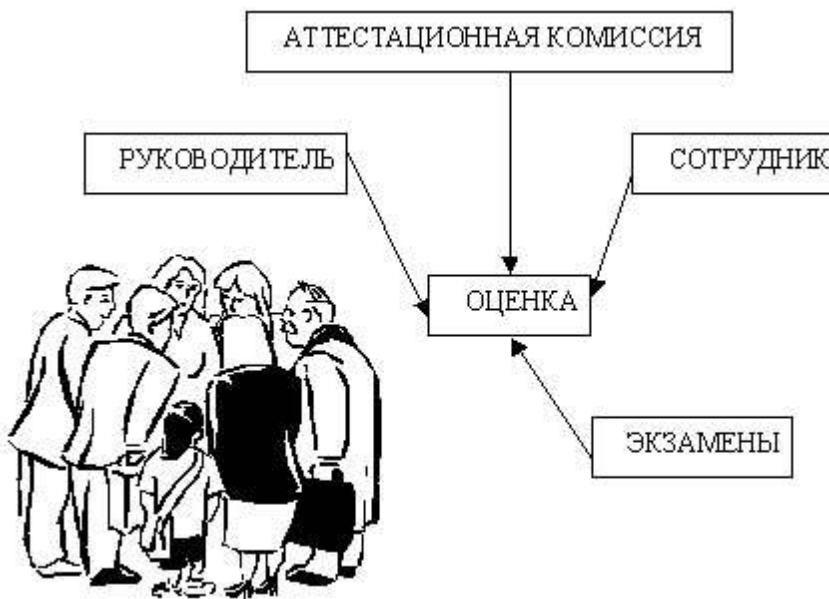 АТТЕСТАЦИОННАЯ КОМИССИЯ
РУКОВОДИТЕЛЬ
СОТРУДНИК
ОЦЕНКА
ЭКЗАМЕНЫ